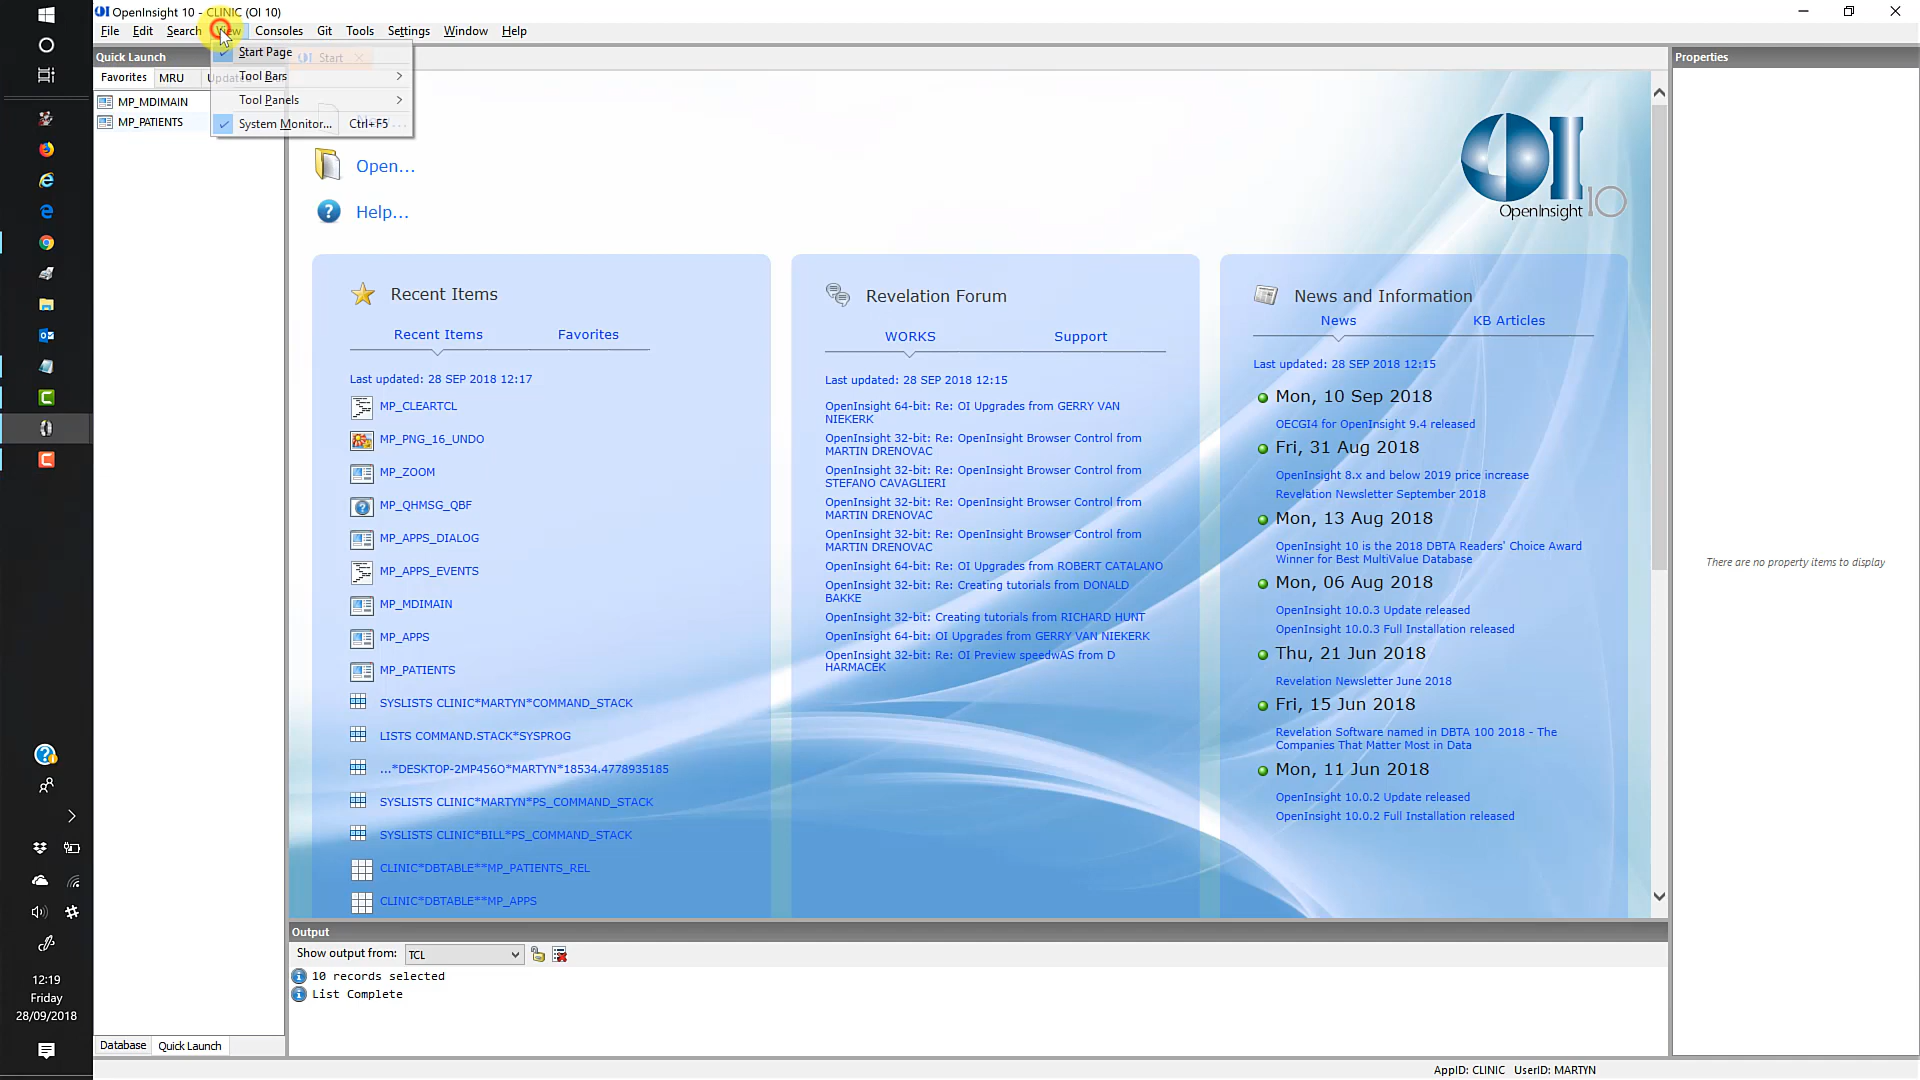 OpenInsight 10 - CLINIC (OI 10)
File Edit Search View Consoles Git Tools Settings Window Help
Quick Launch
Favorites MRU
MP_MDIMAIN
MP_PATIENTS
Start Page
Start
Tool Bars
Tool Panels
System Monitor... Ctrl+F5
Open...
Help...
OI
OpenInsight 10
Recent Items
Recent Items Favorites
Last updated: 28 SEP 2018 12:17
MP_CLEARTCL
MP_PNG_16_UNDO
MP_ZOOM
MP_QHMSG_QBF
MP_APPS_DIALOG
MP_APPS_EVENTS
MP_MDIMAIN
MP_APPS
MP_PATIENTS
SYSLISTS CLINIC*MARTYN*COMMAND_STACK
LISTS COMMAND.STACK*SYSPROG
...*DESKTOP-2MP456O*MARTYN*18534.4778935185
SYSLISTS CLINIC*MARTYN*PS_COMMAND_STACK
SYSLISTS CLINIC*BILL*PS_COMMAND_STACK
CLINIC*DBTABLE**MP_PATIENTS_REL
CLINIC*DBTABLE**MP_APPS
Revelation Forum
WORKS Support
Last updated: 28 SEP 2018 12:15
OpenInsight 64-bit: Re: OI Upgrades from GERRY VAN
NIEKERK
OpenInsight 32-bit: Re: OpenInsight Browser Control from
MARTIN DRENOVAC
OpenInsight 32-bit: Re: OpenInsight Browser Control from
STEFANO CAVAGLIERI
OpenInsight 32-bit: Re: OpenInsight Browser Control from
MARTIN DRENOVAC
OpenInsight 32-bit: Re: OpenInsight Browser Control from
MARTIN DRENOVAC
OpenInsight 64-bit: Re: OI Upgrades from ROBERT CATALANO
OpenInsight 32-bit: Re: Creating tutorials from DONALD
BAKKE
OpenInsight 32-bit: Creating tutorials from RICHARD HUNT
OpenInsight 64-bit: OI Upgrades from GERRY VAN NIEKERK
OpenInsight 32-bit: Re: OI Preview speedwAS from D
HARMACEK
News and Information
News KB Articles
Last updated: 28 SEP 2018 12:15
Mon, 10 Sep 2018
OECGI4 for OpenInsight 9.4 released
Fri, 31 Aug 2018
OpenInsight 8.x and below 2019 price increase
Revelation Newsletter September 2018
Mon, 13 Aug 2018
OpenInsight 10 is the 2018 DBTA Readers' Choice Award
Winner for Best MultiValue Database
Mon, 06 Aug 2018
OpenInsight 10.0.3 Update released
OpenInsight 10.0.3 Full Installation released
Thu, 21 Jun 2018
Revelation Newsletter June 2018
Fri, 15 Jun 2018
Revelation Software named in DBTA 100 2018 - The
Companies That Matter Most in Data
Mon, 11 Jun 2018
OpenInsight 10.0.2 Update released
OpenInsight 10.0.2 Full Installation released
Properties
There are no property items to display
Output
Show output from: TCL
10 records selected
List Complete
Database Quick Launch
AppID: CLINIC UserID: MARTYN
12:19
Friday
28/09/2018